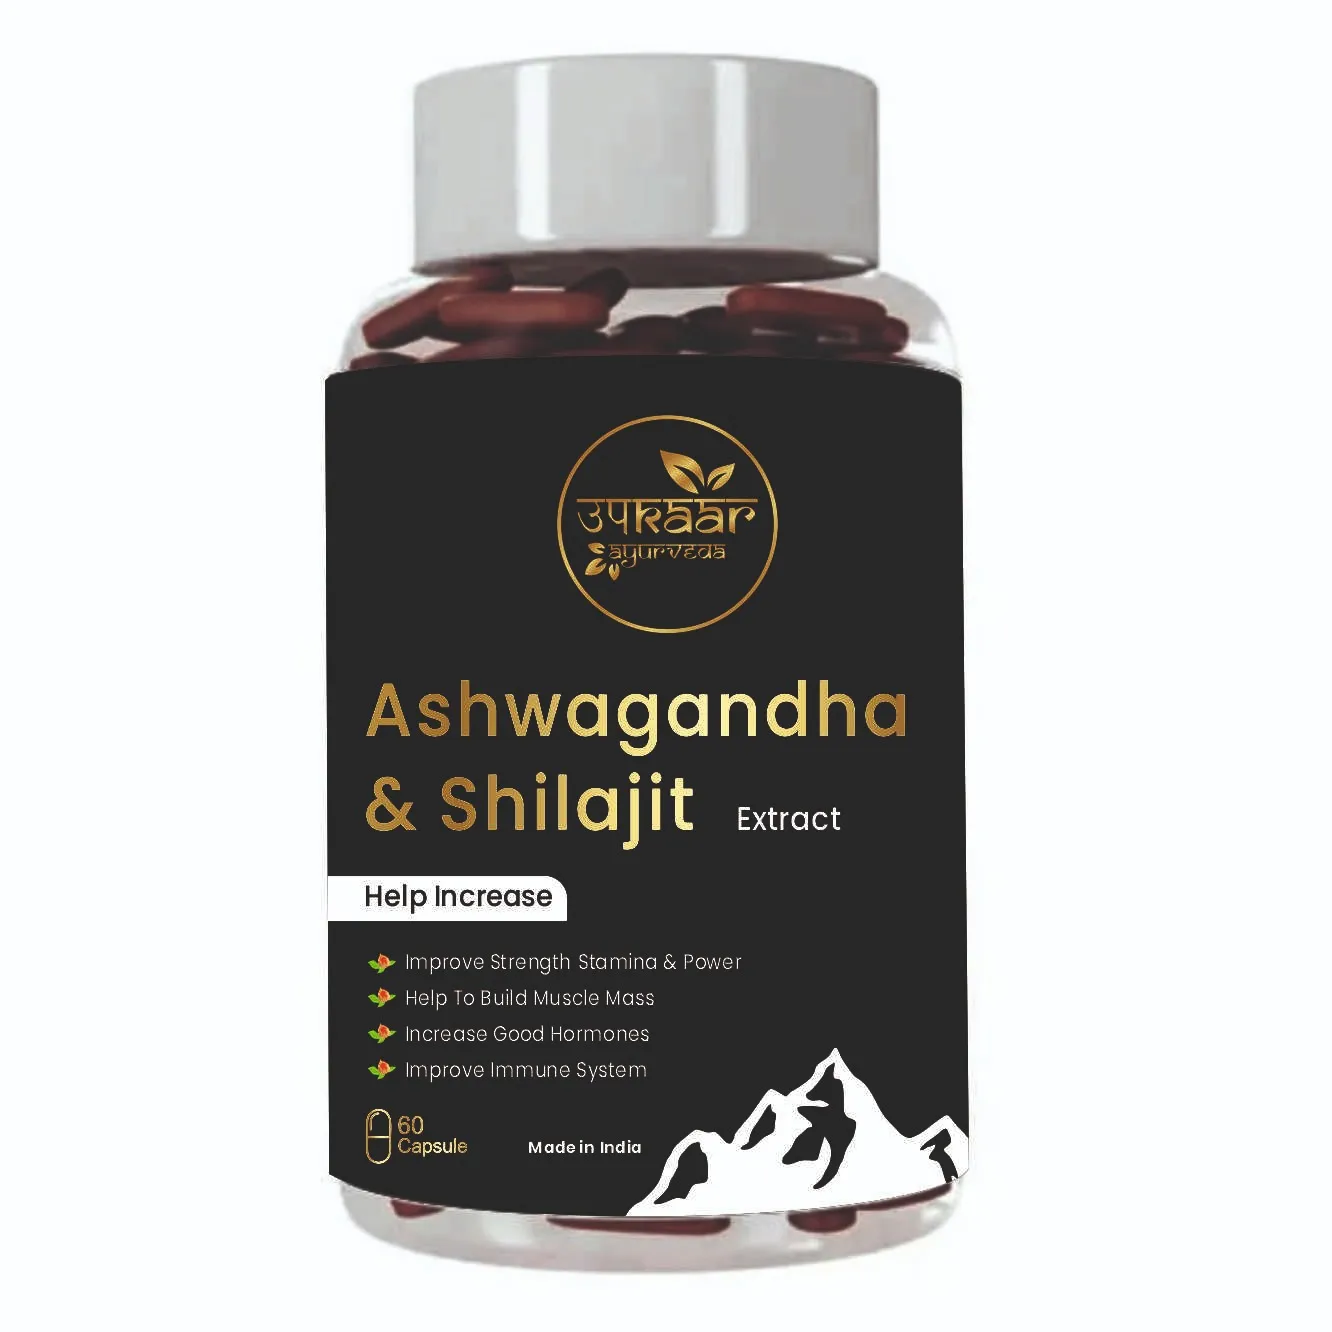 उपkaar
ayurveda
Ashwagandha
& Shilajit Extract
Help Increase
Improve Strength Stamina & Power
Help To Build Muscle Mass
Increase Good Hormones
Improve Immune System
60
Capsule
Made in India